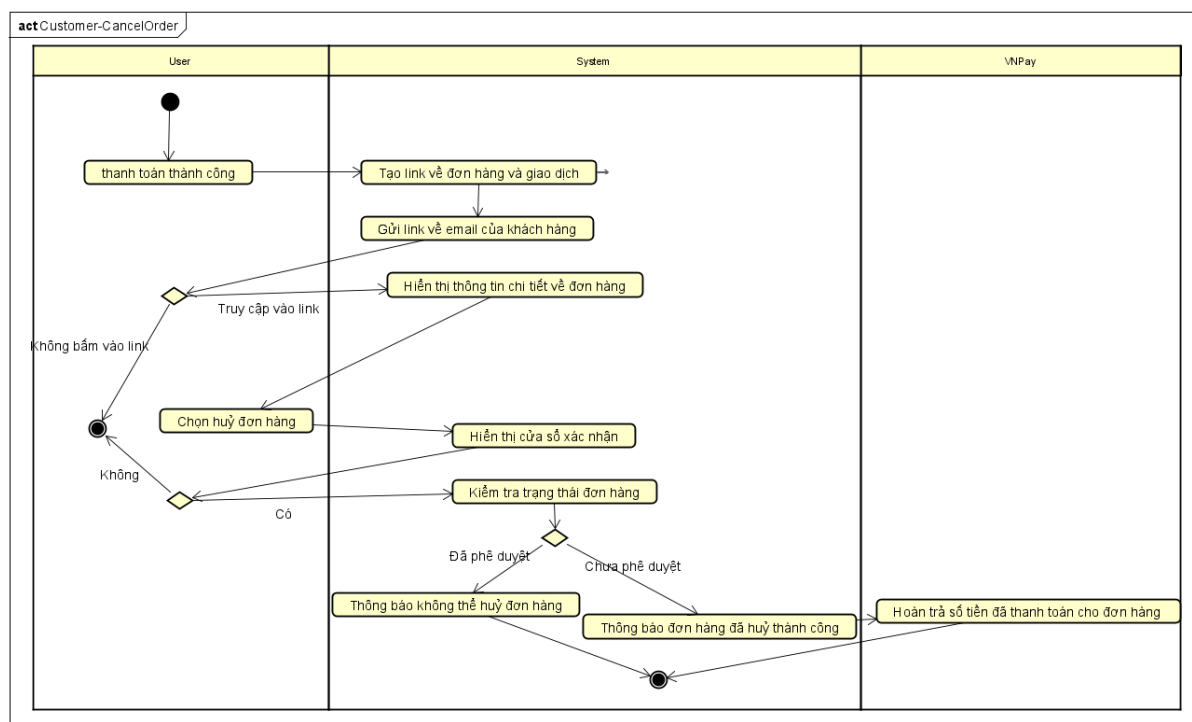 act Customer-CancelOrder
User
System
VNPay
thanh toán thành công
Tạo link về đơn hàng và giao dịch
Gửi link về email của khách hàng
Hiển thị thông tin chi tiết về đơn hàng
Truy cập vào link
Không bấm vào link
Chọn huỷ đơn hàng
Hiển thị cửa sổ xác nhận
Không
Có
Kiểm tra trạng thái đơn hàng
Đã phê duyệt
Chưa phê duyệt
Thông báo không thể huỷ đơn hàng
Thông báo đơn hàng đã huỷ thành công
Hoàn trả số tiền đã thanh toán cho đơn hàng